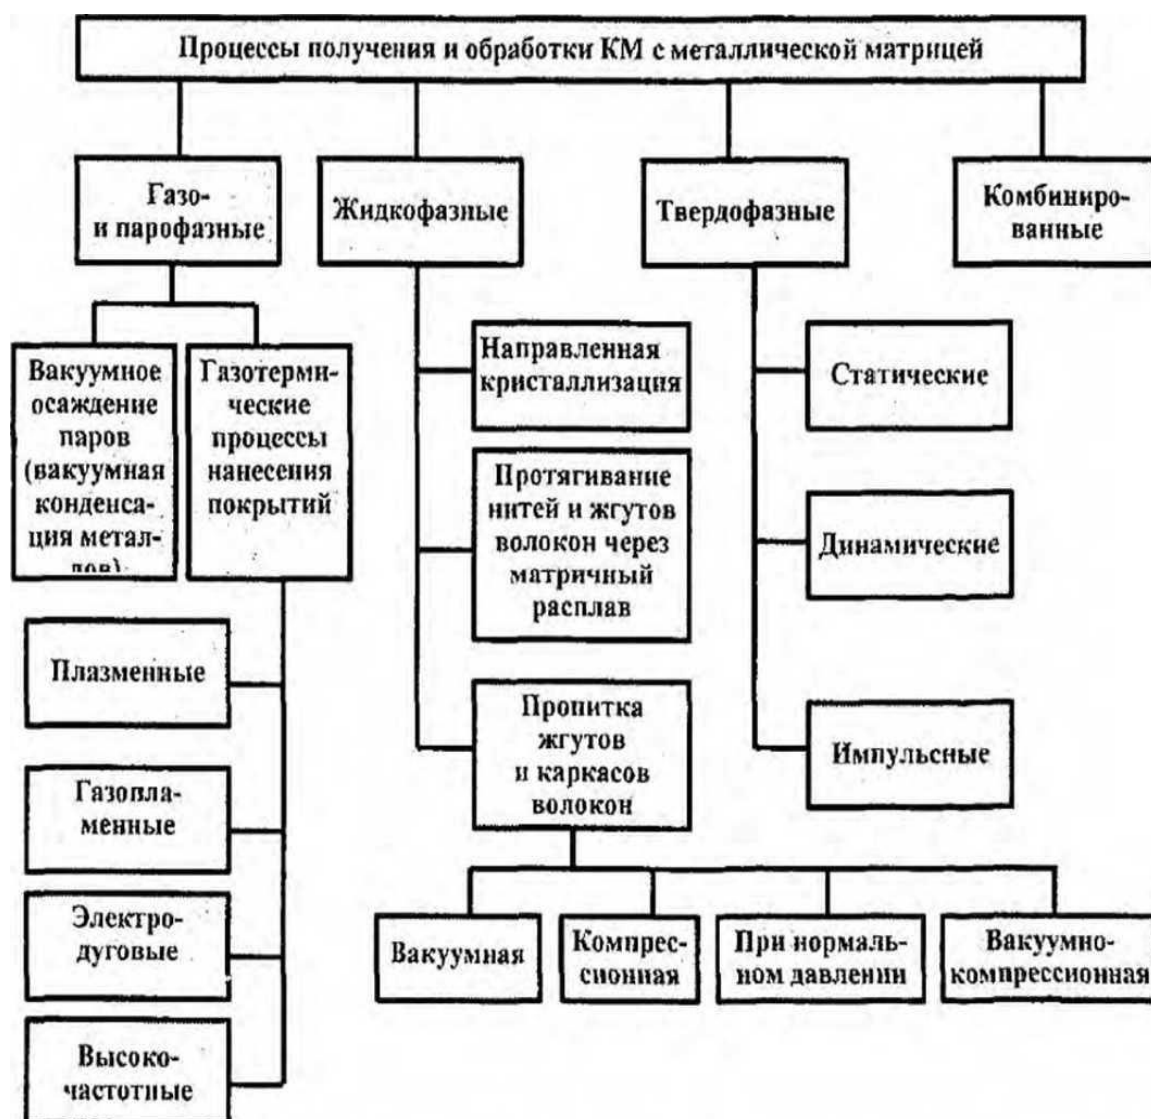 Процессы получения и обработки КМ с металлической матрицей
Газо-
и парофазные
Жидкофазные
Твердофазные
Комбиниро-
ванные
Вакуумное
осаждение
паров
(вакуумная
конденса-
ция метал-
лов)
Газотерми-
ческие
процессы
нанесения
покрытий
Направленная
кристаллизация
Статические
Протягивание
нитей и жгутов
волокон через
матричный
расплав
Динамические
Плазменные
Пропитка
жгутов
и каркасов
волокон
Импульсные
Газопла-
менные
Электро-
дуговые
Вакуумная
Компрес-
сионная
При нормаль-
ном давлении
Вакуумно-
компрессионная
Высоко-
частотные